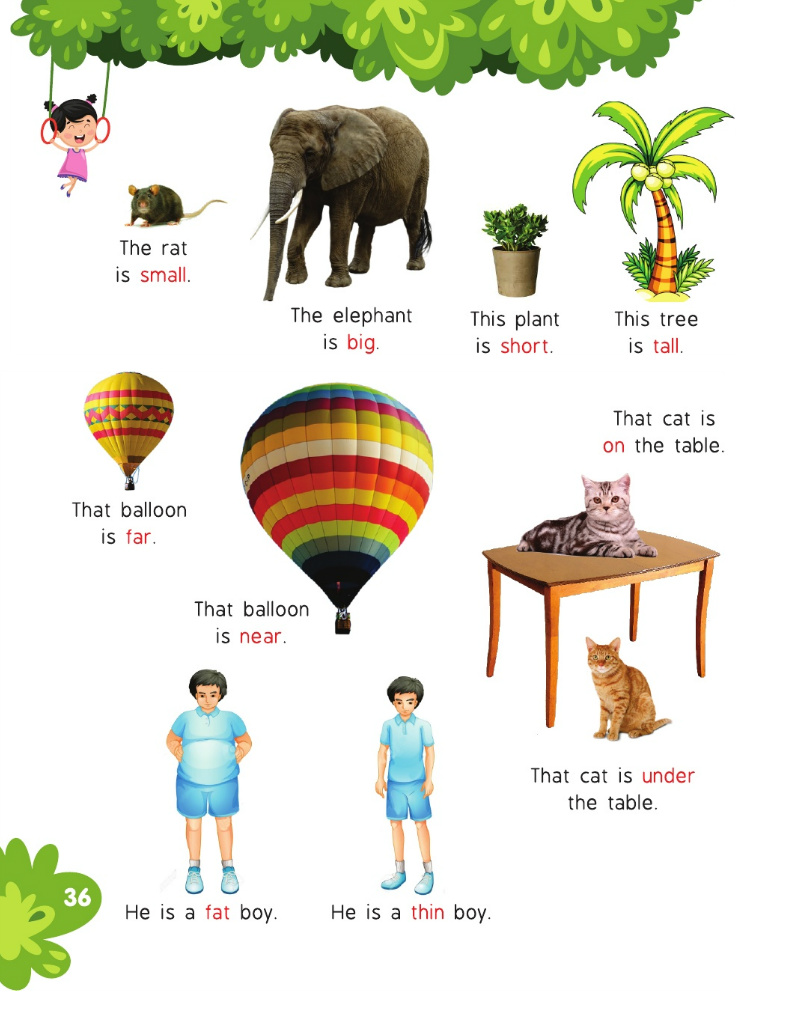 The rat
is small.
The elephant
is big.
This plant
is short.
This tree
is tall.
That balloon
is far.
That balloon
is near.
That cat is
on the table.
That cat is under
the table.
He is a fat boy.
He is a thin boy.
36